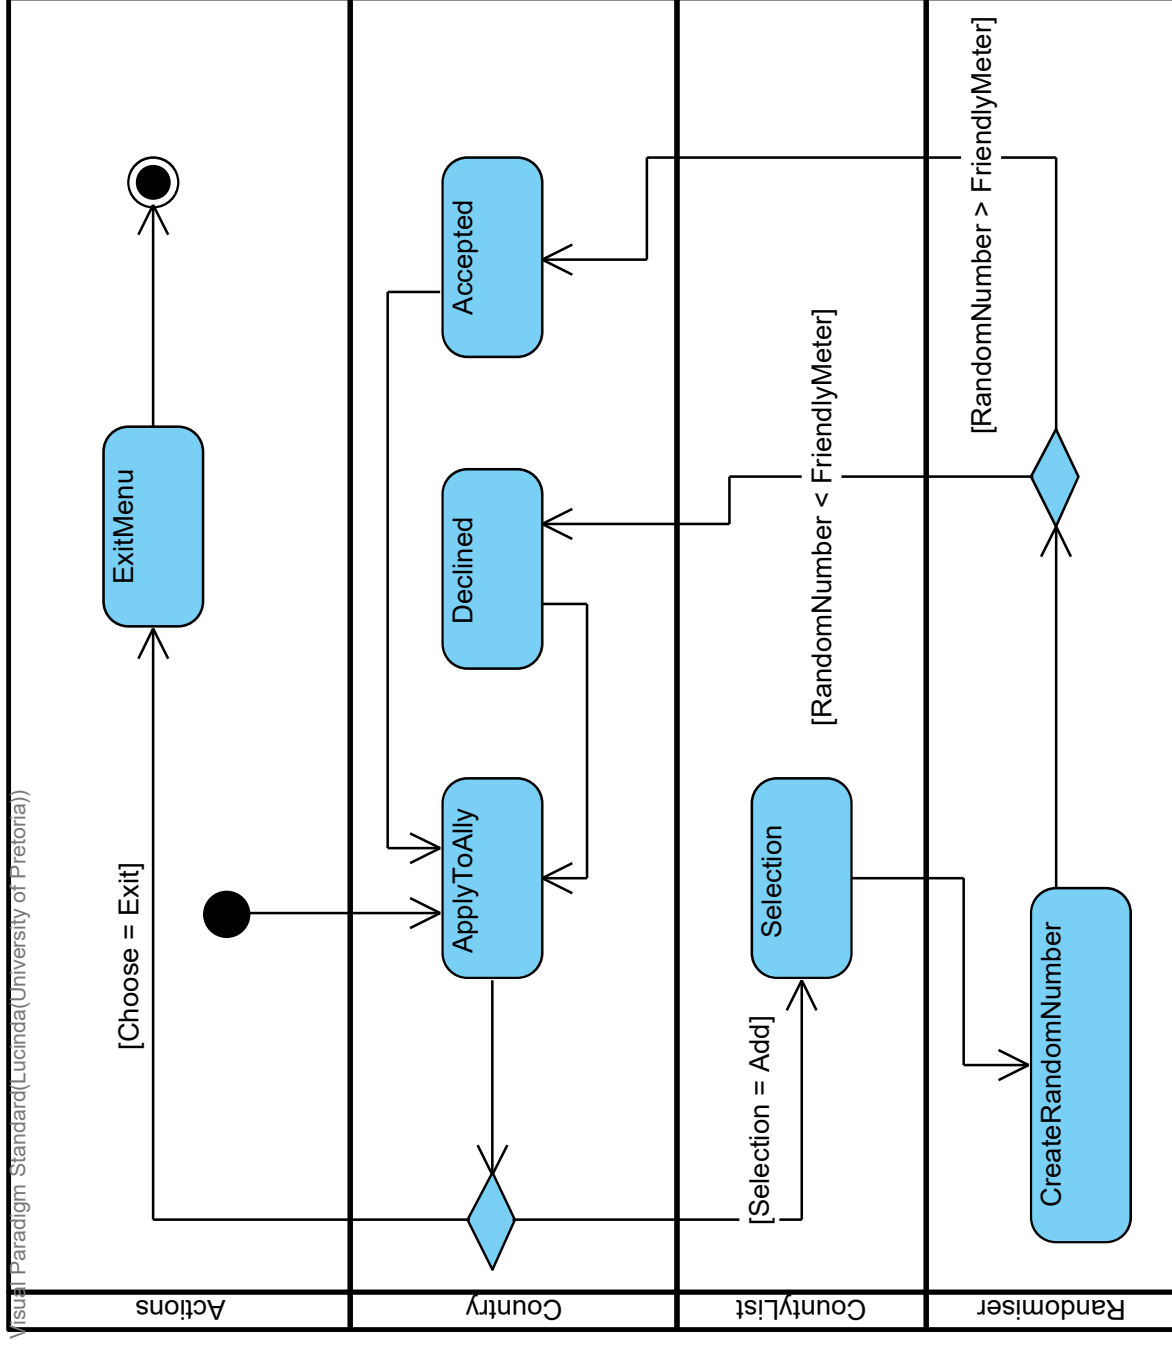 Visual Paradigm Standard(Lucinda(University of Pretoria))
Actions
[Choose = Exit]
ExitMenu
Country
ApplyToAlly
Declined
Accepted
CountyList
[Selection = Add]
Selection
[RandomNumber < FriendlyMeter]
Randomiser
CreateRandomNumber
[RandomNumber > FriendlyMeter]